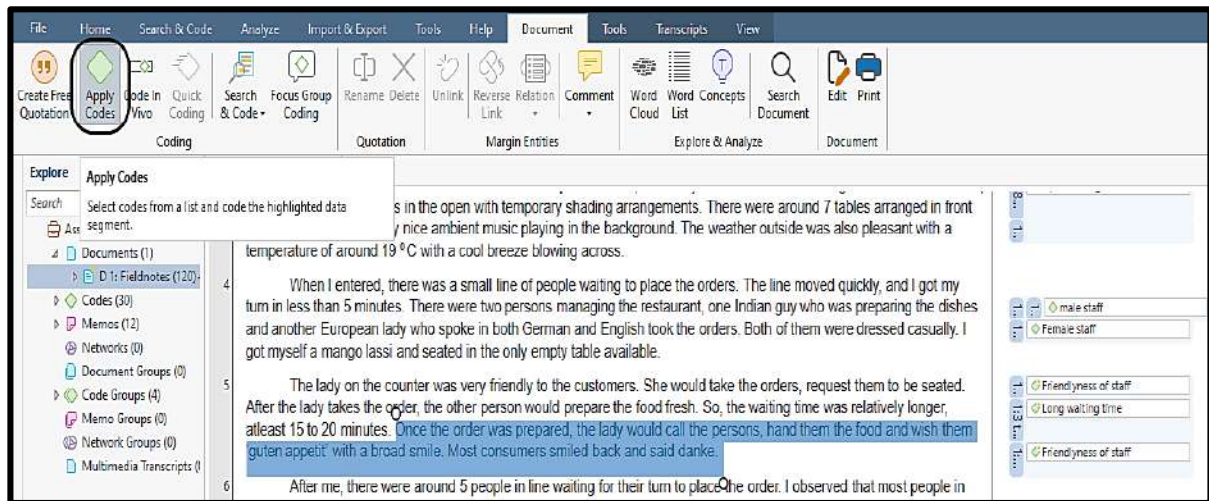 File Home Search & Code Analyze Import & Export Tools Help Document Tools Transcripts View
Create Free Quotation
Apply Codes
Code In Vivo
Quick Coding
Search & Code
Focus Group Coding
Rename
Delete
Unlink
Reverse Link
Relation
Comment
Word Cloud
Word List
Concepts
Search Document
Edit
Print
Coding
Quotation
Margin Entities
Explore & Analyze
Document
Explore
Search
Apply Codes
Select codes from a list and code the highlighted data
segment.
Documents (1)
D 1: Fieldnotes (120)
Codes (30)
Memos (12)
Networks (0)
Document Groups (0)
Code Groups (4)
Memo Groups (0)
Network Groups (0)
Multimedia Transcripts (
s in the open with temporary shading arrangements. There were around 7 tables arranged in front
y nice ambient music playing in the background. The weather outside was also pleasant with a
temperature of around 19 ⁰C with a cool breeze blowing across.
4 When I entered, there was a small line of people waiting to place the orders. The line moved quickly, and I got my
turn in less than 5 minutes. There were two persons managing the restaurant, one Indian guy who was preparing the dishes
and another European lady who spoke in both German and English took the orders. Both of them were dressed casually. I
got myself a mango lassi and seated in the only empty table available.
5 The lady on the counter was very friendly to the customers. She would take the orders, request them to be seated.
After the lady takes the order, the other person would prepare the food fresh. So, the waiting time was relatively longer,
atleast 15 to 20 minutes. Once the order was prepared, the lady would call the persons, hand them the food and wish them
'guten appetit' with a broad smile. Most consumers smiled back and said danke.
6 After me, there were around 5 people in line waiting for their turn to place the order. I observed that most people in
male staff
Female staff
Friendlyness of staff
Long waiting time
Friendlyness of staff